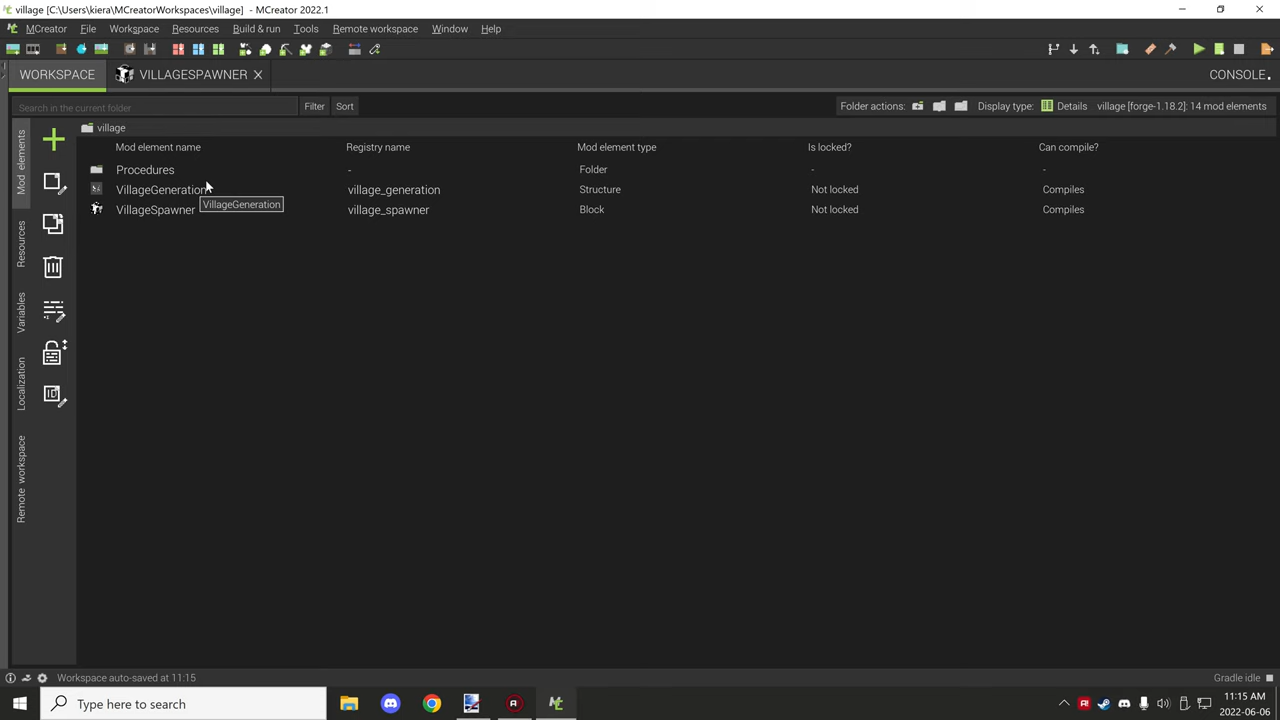 village [C:\Users\kiera\MCreatorWorkspaces\village] - MCreator 2022.1
MCreator File Workspace Resources Build & run Tools Remote workspace Window Help
WORKSPACE VILLAGESPAWNER CONSOLE
Search in the current folder Filter Sort Folder actions: Display type: Details village [forge-1.18.2]: 14 mod elements
village
Mod element name Registry name Mod element type Is locked? Can compile?
Procedures - Folder - -
VillageGeneration village_generation Structure Not locked Compiles
VillageGeneration
VillageSpawner village_spawner Block Not locked Compiles
Mod elements
Resources
Variables
Localization
Remote workspace
ID
Workspace auto-saved at 11:15 Gradle idle
Type here to search
11:15 AM
2022-06-06